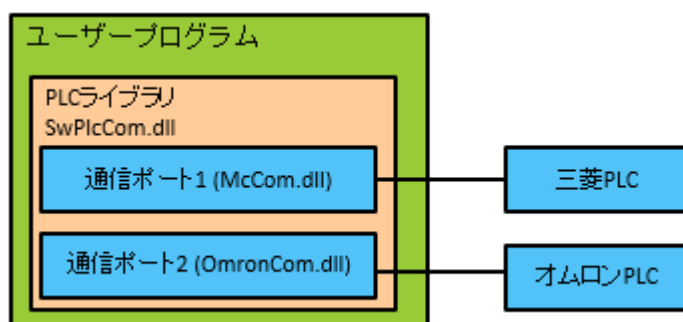 ユーザープログラム
PLCライブラリ
SwPlcCom.dll
通信ポート1 (McCom.dll)
三菱PLC
通信ポート2 (OmronCom.dll)
オムロンPLC